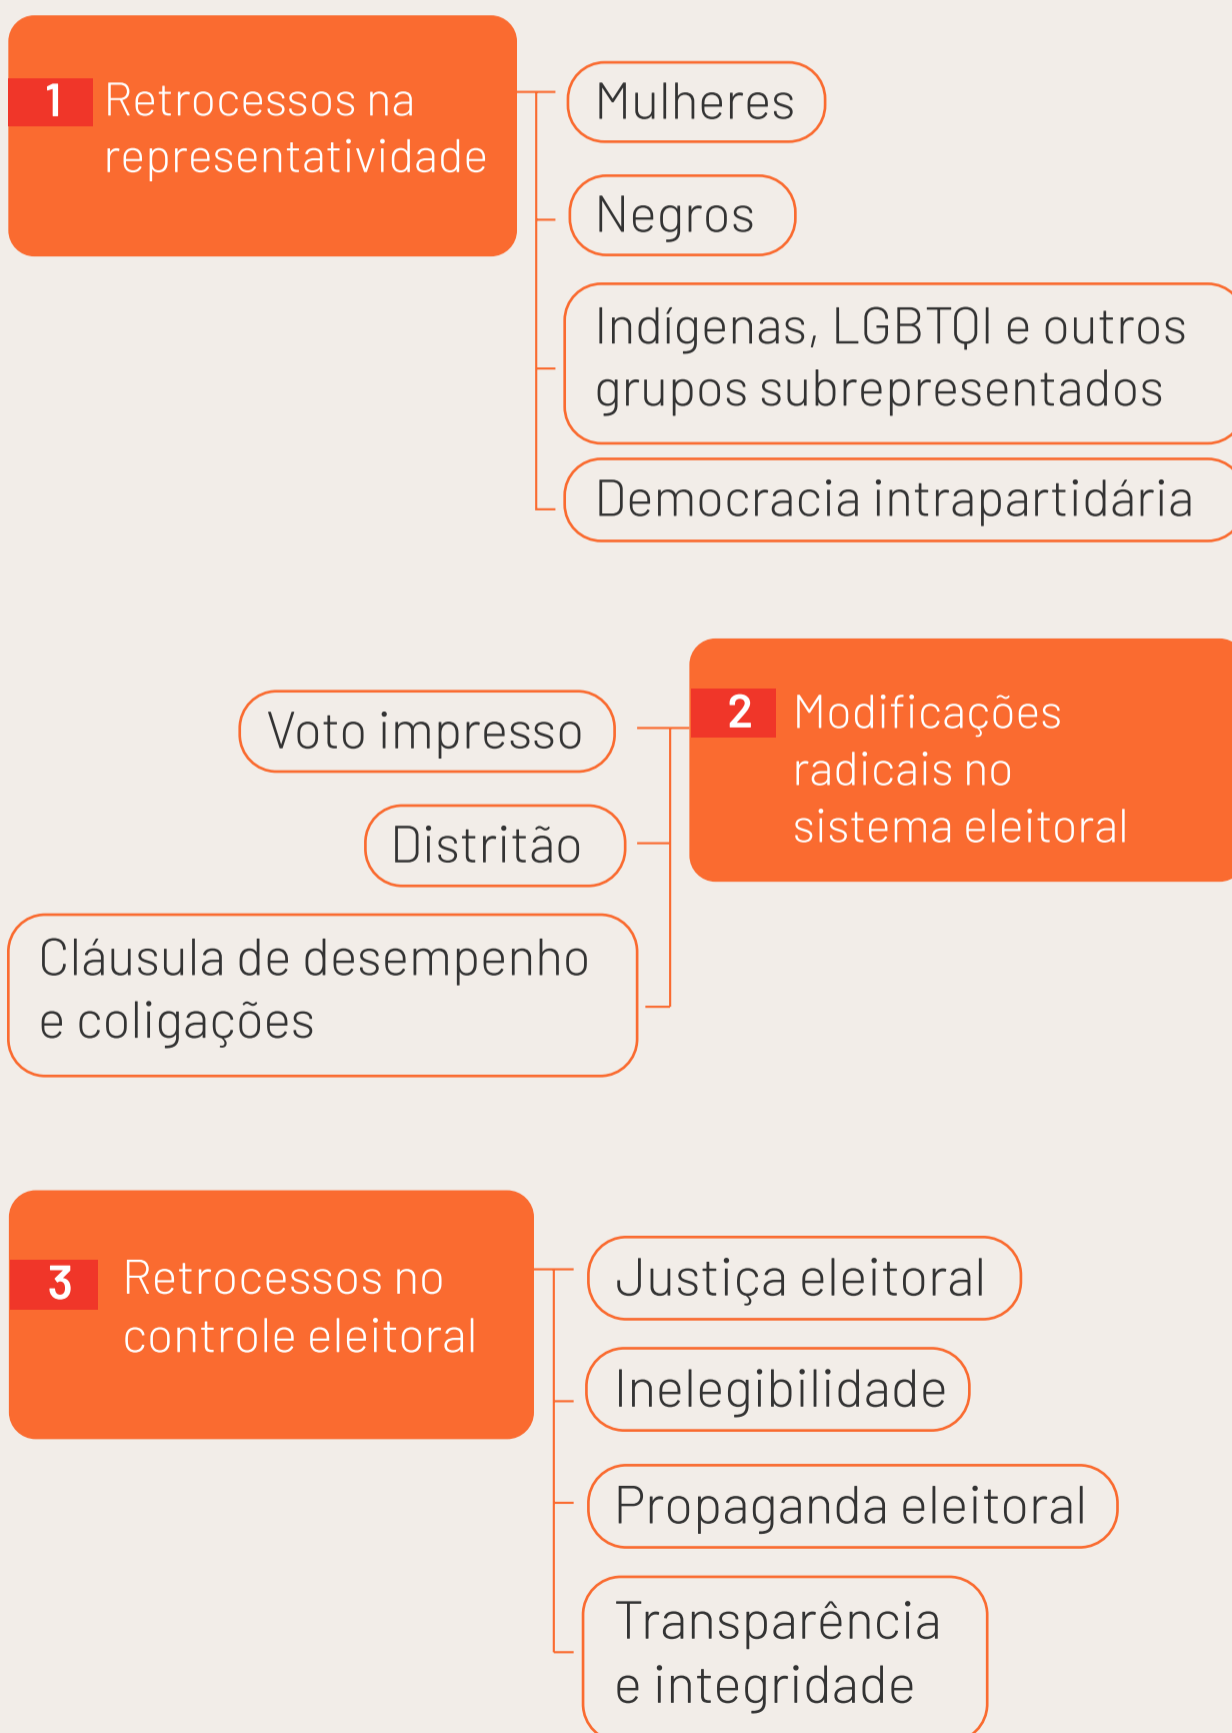 1 Retrocessos na
representatividade
Mulheres
Negros
Indígenas, LGBTQI e outros
grupos subrepresentados
Democracia intrapartidária
2 Modificações
radicais no
sistema eleitoral
Voto impresso
Distritão
Cláusula de desempenho
e coligações
3 Retrocessos no
controle eleitoral
Justiça eleitoral
Inelegibilidade
Propaganda eleitoral
Transparência
e integridade